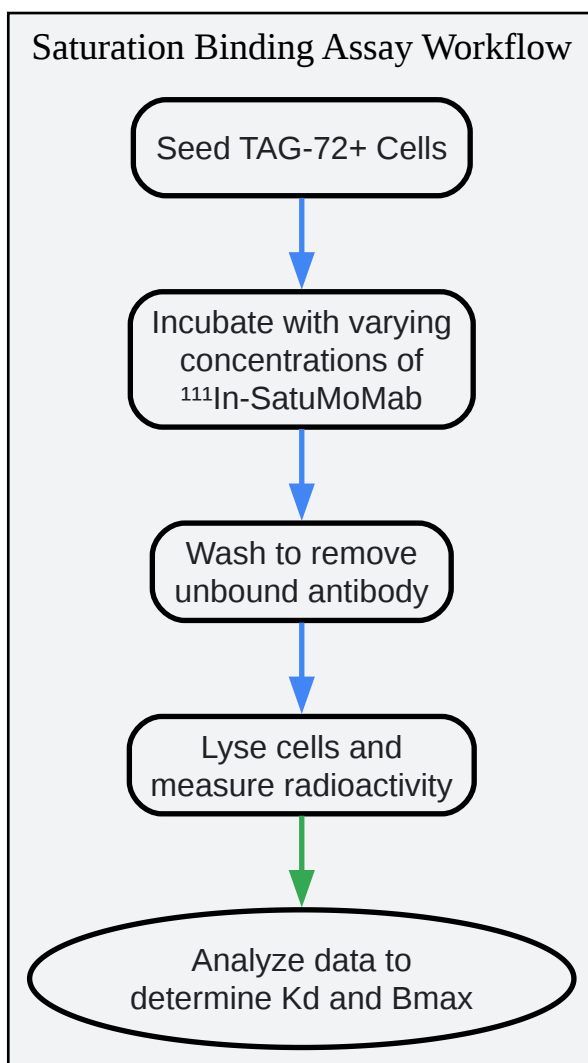 Saturation Binding Assay Workflow
Seed TAG-72+ Cells
Incubate with varying
concentrations of
¹¹¹In-SatuMoMab
Wash to remove
unbound antibody
Lyse cells and
measure radioactivity
Analyze data to
determine Kd and Bmax